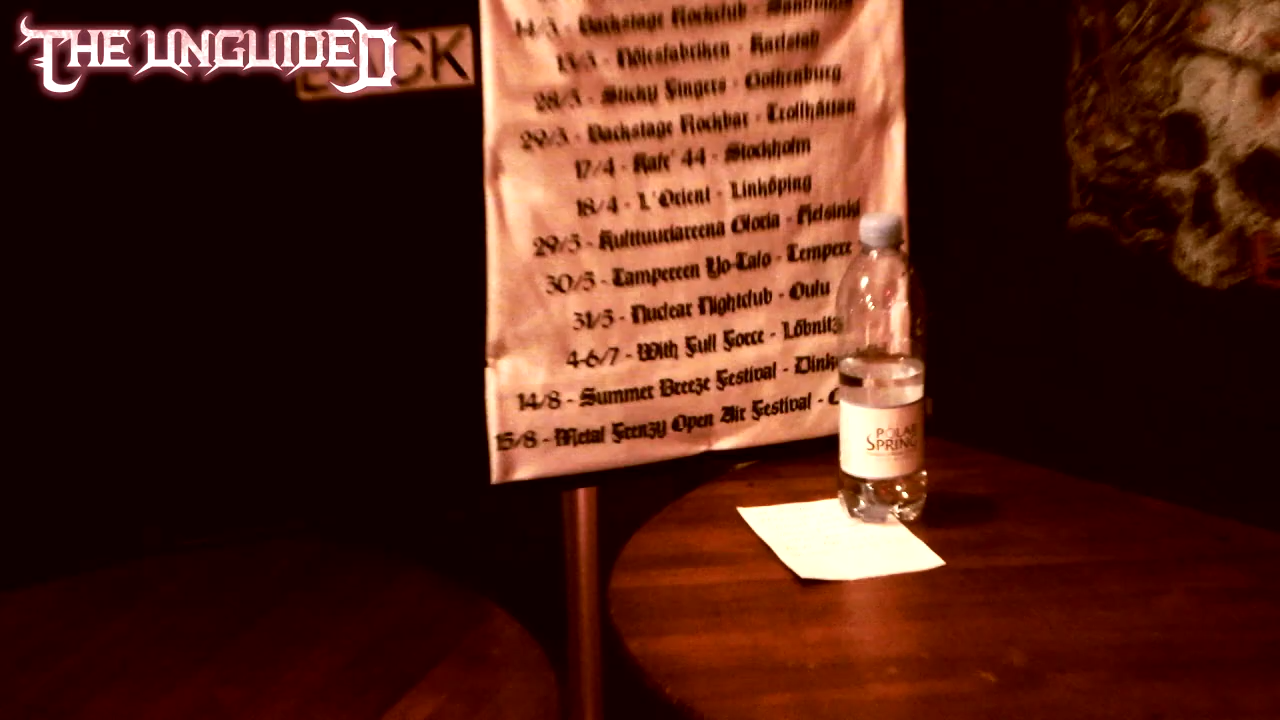 THE UNGUIDED
CK
14/3 - Backstage Rockclub -
13/3 - Nöjesfabriken - Karlstad
28/3 - Sticky Fingers - Gothenburg
29/3 - Backstage Rockbar - Trollhättan
17/4 - Kafe' 44 - Stockholm
18/4 - L'Orient - Linköping
29/5 - Kulttuuriareena Gloria - Helsinki
30/5 - Tampereen Yo-Talo - Tempere
31/5 - Nuclear Nightclub - Oulu
4-6/7 - With Full Force - Löbnitz
14/8 - Summer Breeze Festival - Dink
15/8 - Metal Frenzy Open Air Festival -
POLAR
SPRING